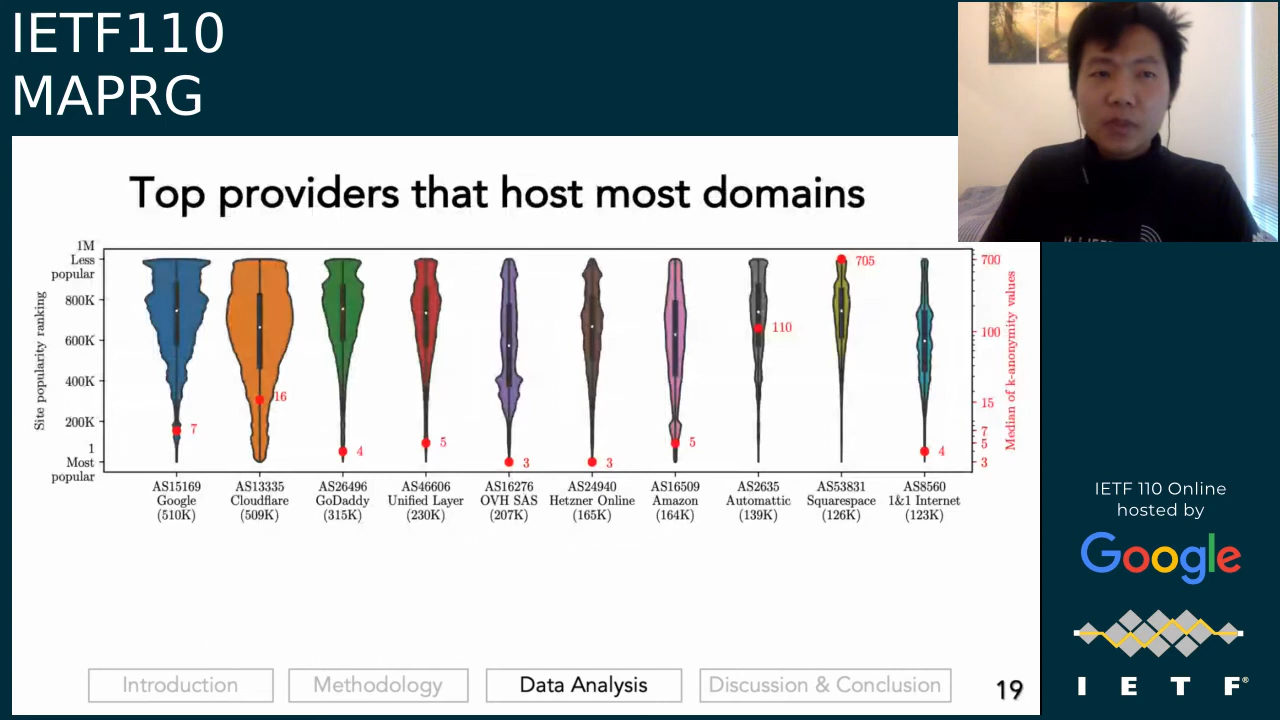 IETF110
MAPRG
Top providers that host most domains
1M
Less
popular
800K
600K
400K
200K
1
Most
popular
Site popularity ranking
7
16
4
5
3
3
5
110
705
4
700
100
15
7
5
3
Median of k-anonymity values
AS15169 AS13335 AS26496 AS46606 AS16276 AS24940 AS16509 AS2635 AS53831 AS8560
Google Cloudflare GoDaddy Unified Layer OVH SAS Hetzner Online Amazon Automattic Squarespace 1&1 Internet
(510K) (509K) (315K) (230K) (207K) (165K) (164K) (139K) (126K) (123K)
Introduction Methodology Data Analysis Discussion & Conclusion 19
IETF 110 Online
hosted by
Google
I E T F®